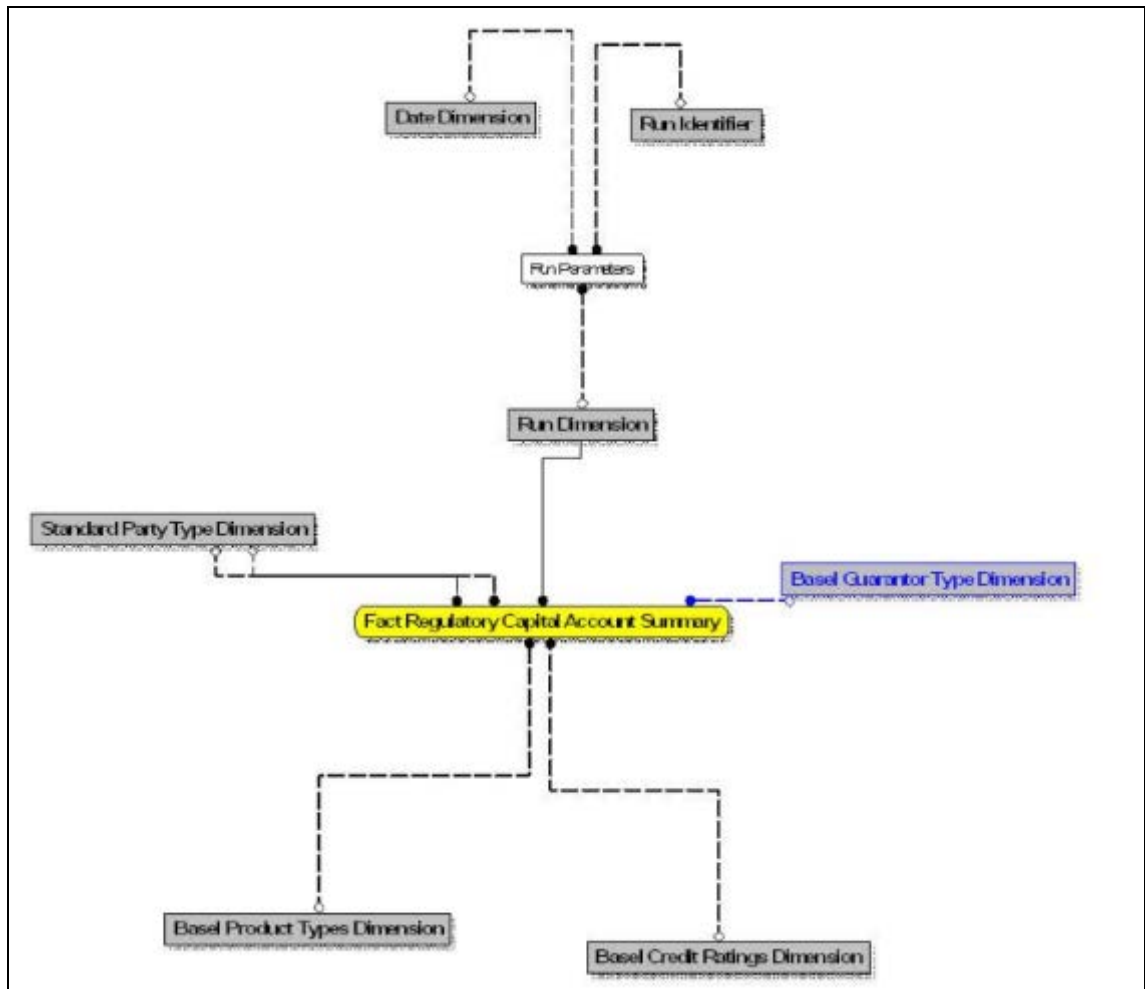 Date Dimension
Run Identifier
Run Parameters
Run Dimension
Standard Party Type Dimension
Basel Guarantor Type Dimension
Fact Regulatory Capital Account Summary
Basel Product Types Dimension
Basel Credit Ratings Dimension